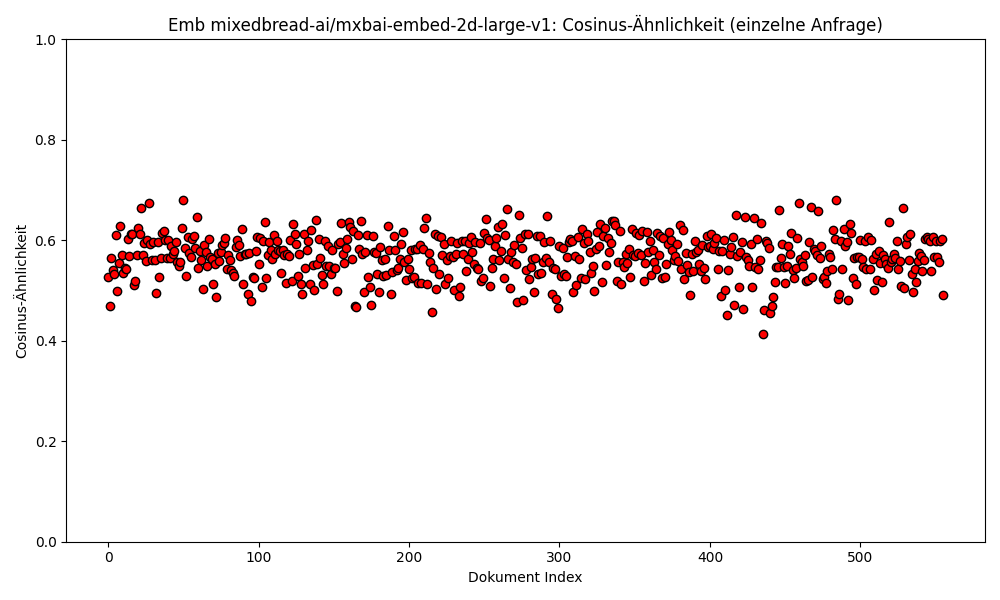 Emb mixedbread-ai/mxbai-embed-2d-large-v1: Cosinus-Ähnlichkeit (einzelne Anfrage)
1.0
0.8
0.6
0.4
0.2
0.0
Cosinus-Ähnlichkeit
0 100 200 300 400 500
Dokument Index